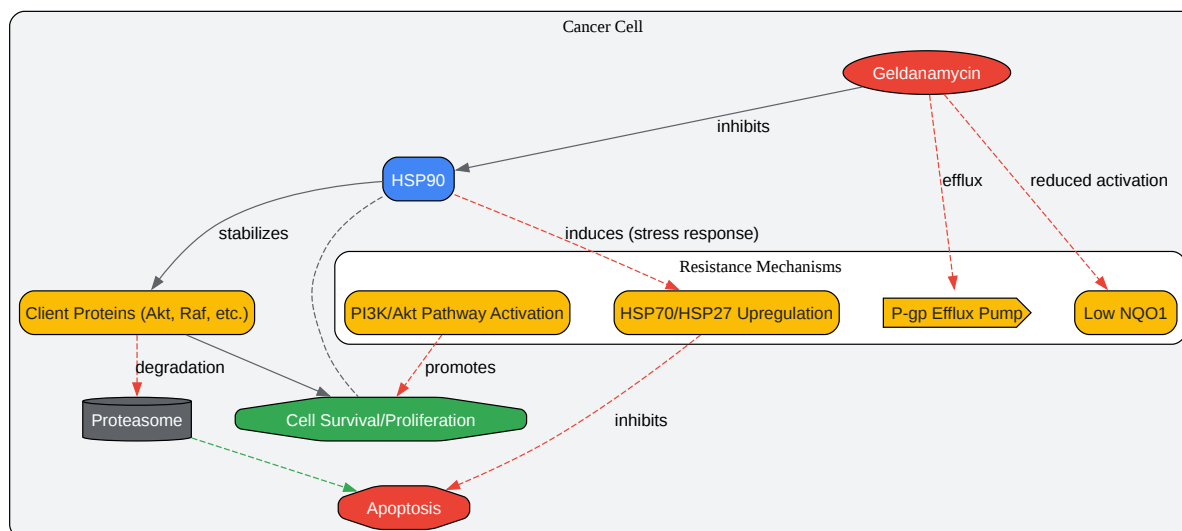 Cancer Cell
Geldanamycin
inhibits
HSP90
efflux
reduced activation
stabilizes
induces (stress response)
Resistance Mechanisms
Client Proteins (Akt, Raf, etc.)
PI3K/Akt Pathway Activation
HSP70/HSP27 Upregulation
P-gp Efflux Pump
Low NQO1
degradation
promotes
Proteasome
Cell Survival/Proliferation
inhibits
Apoptosis